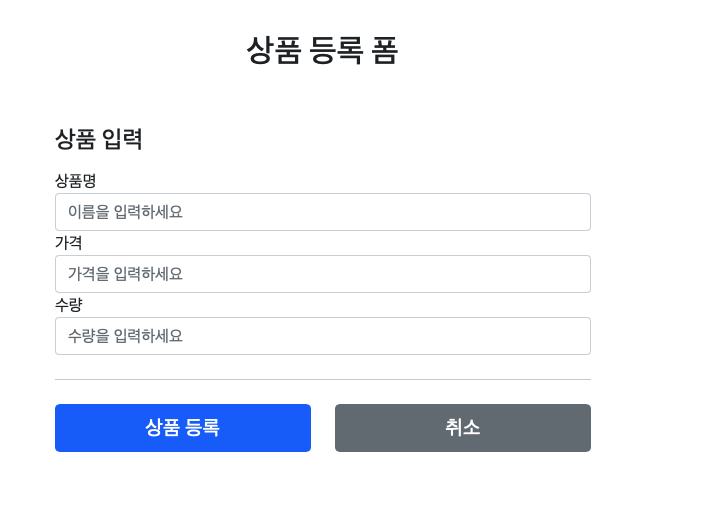 상품 등록 폼
상품 입력
상품명
이름을 입력하세요
가격
가격을 입력하세요
수량
수량을 입력하세요
상품 등록
취소